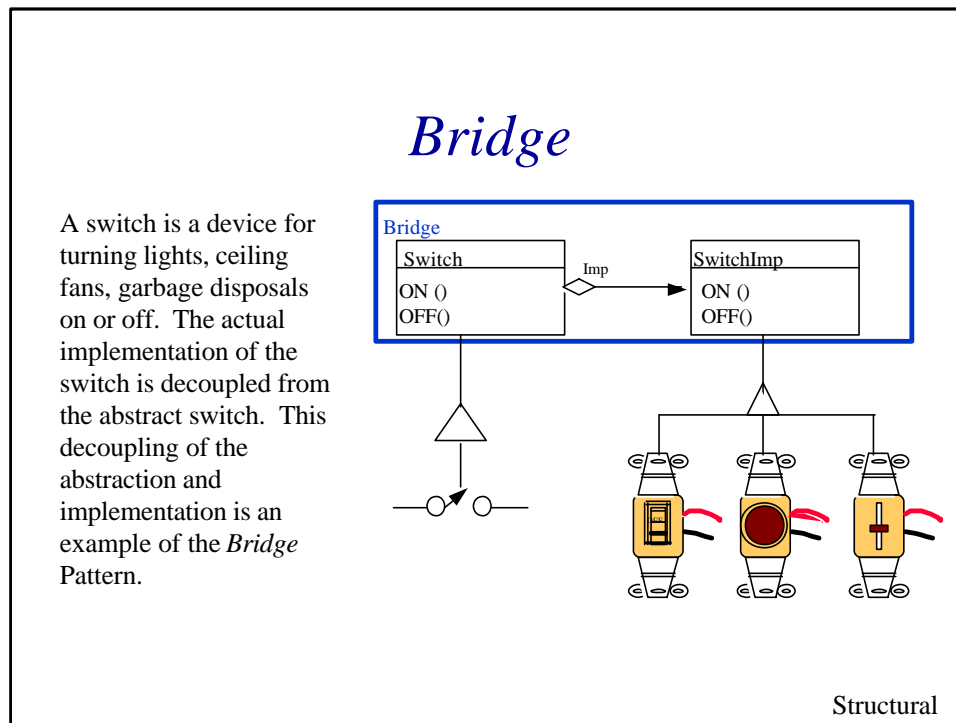 Bridge
A switch is a device for
turning lights, ceiling
fans, garbage disposals
on or off.  The actual
implementation of the
switch is decoupled from
the abstract switch.  This
decoupling of the
abstraction and
implementation is an
example of the Bridge
Pattern.
Bridge
Switch
ON ()
OFF()
Imp
SwitchImp
ON ()
OFF()
Structural